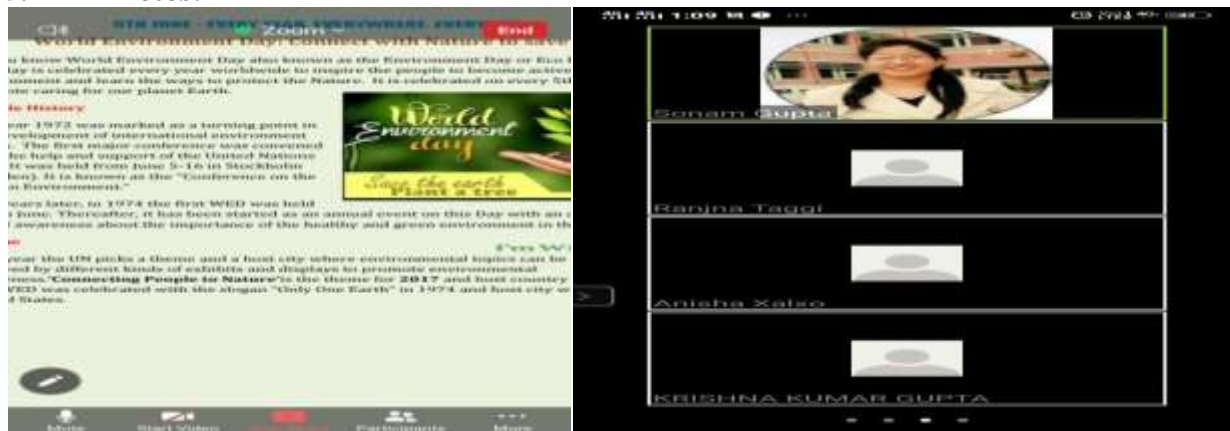 5TH JUNE - EVERY YEAR, EVERYWHERE, EVERY
Zoom
End
World Environment Day: Connect with Nature to save
u know World Environment Day also known as the Environment Day or Eco
day is celebrated every year worldwide to inspire the people to become active
ronment and learn the ways to protect the Nature. It is celebrated on every 5th
ote caring for our planet Earth.
History
ear 1972 was marked as a turning point in
evelopment of international environment
The first major conference was convened
he help and support of the United Nations
It was held from June 5-16 in Stockholm
den). It is known as the "Conference on the
n Environment."
World
Environment
day
Save the earth
Plant a tree
years later, in 1974 the first WED was held
June. Thereafter, it has been started as an annual event on this Day with an
awareness about the importance of the healthy and green environment in th
I'm W
year the UN picks a theme and a host city where environmental topics can be
ed by different kinds of exhibits and displays to promote environmental
ness. "Connecting People to Nature" is the theme for 2017 and host country
WED was celebrated with the slogan "Only One Earth" in 1974 and host city w
d States.
Mute
Start Video
Participants
More
1:09
Sonam Gupta
Ranjna Taggi
Anisha Xalxo
KRISHNA KUMAR GUPTA